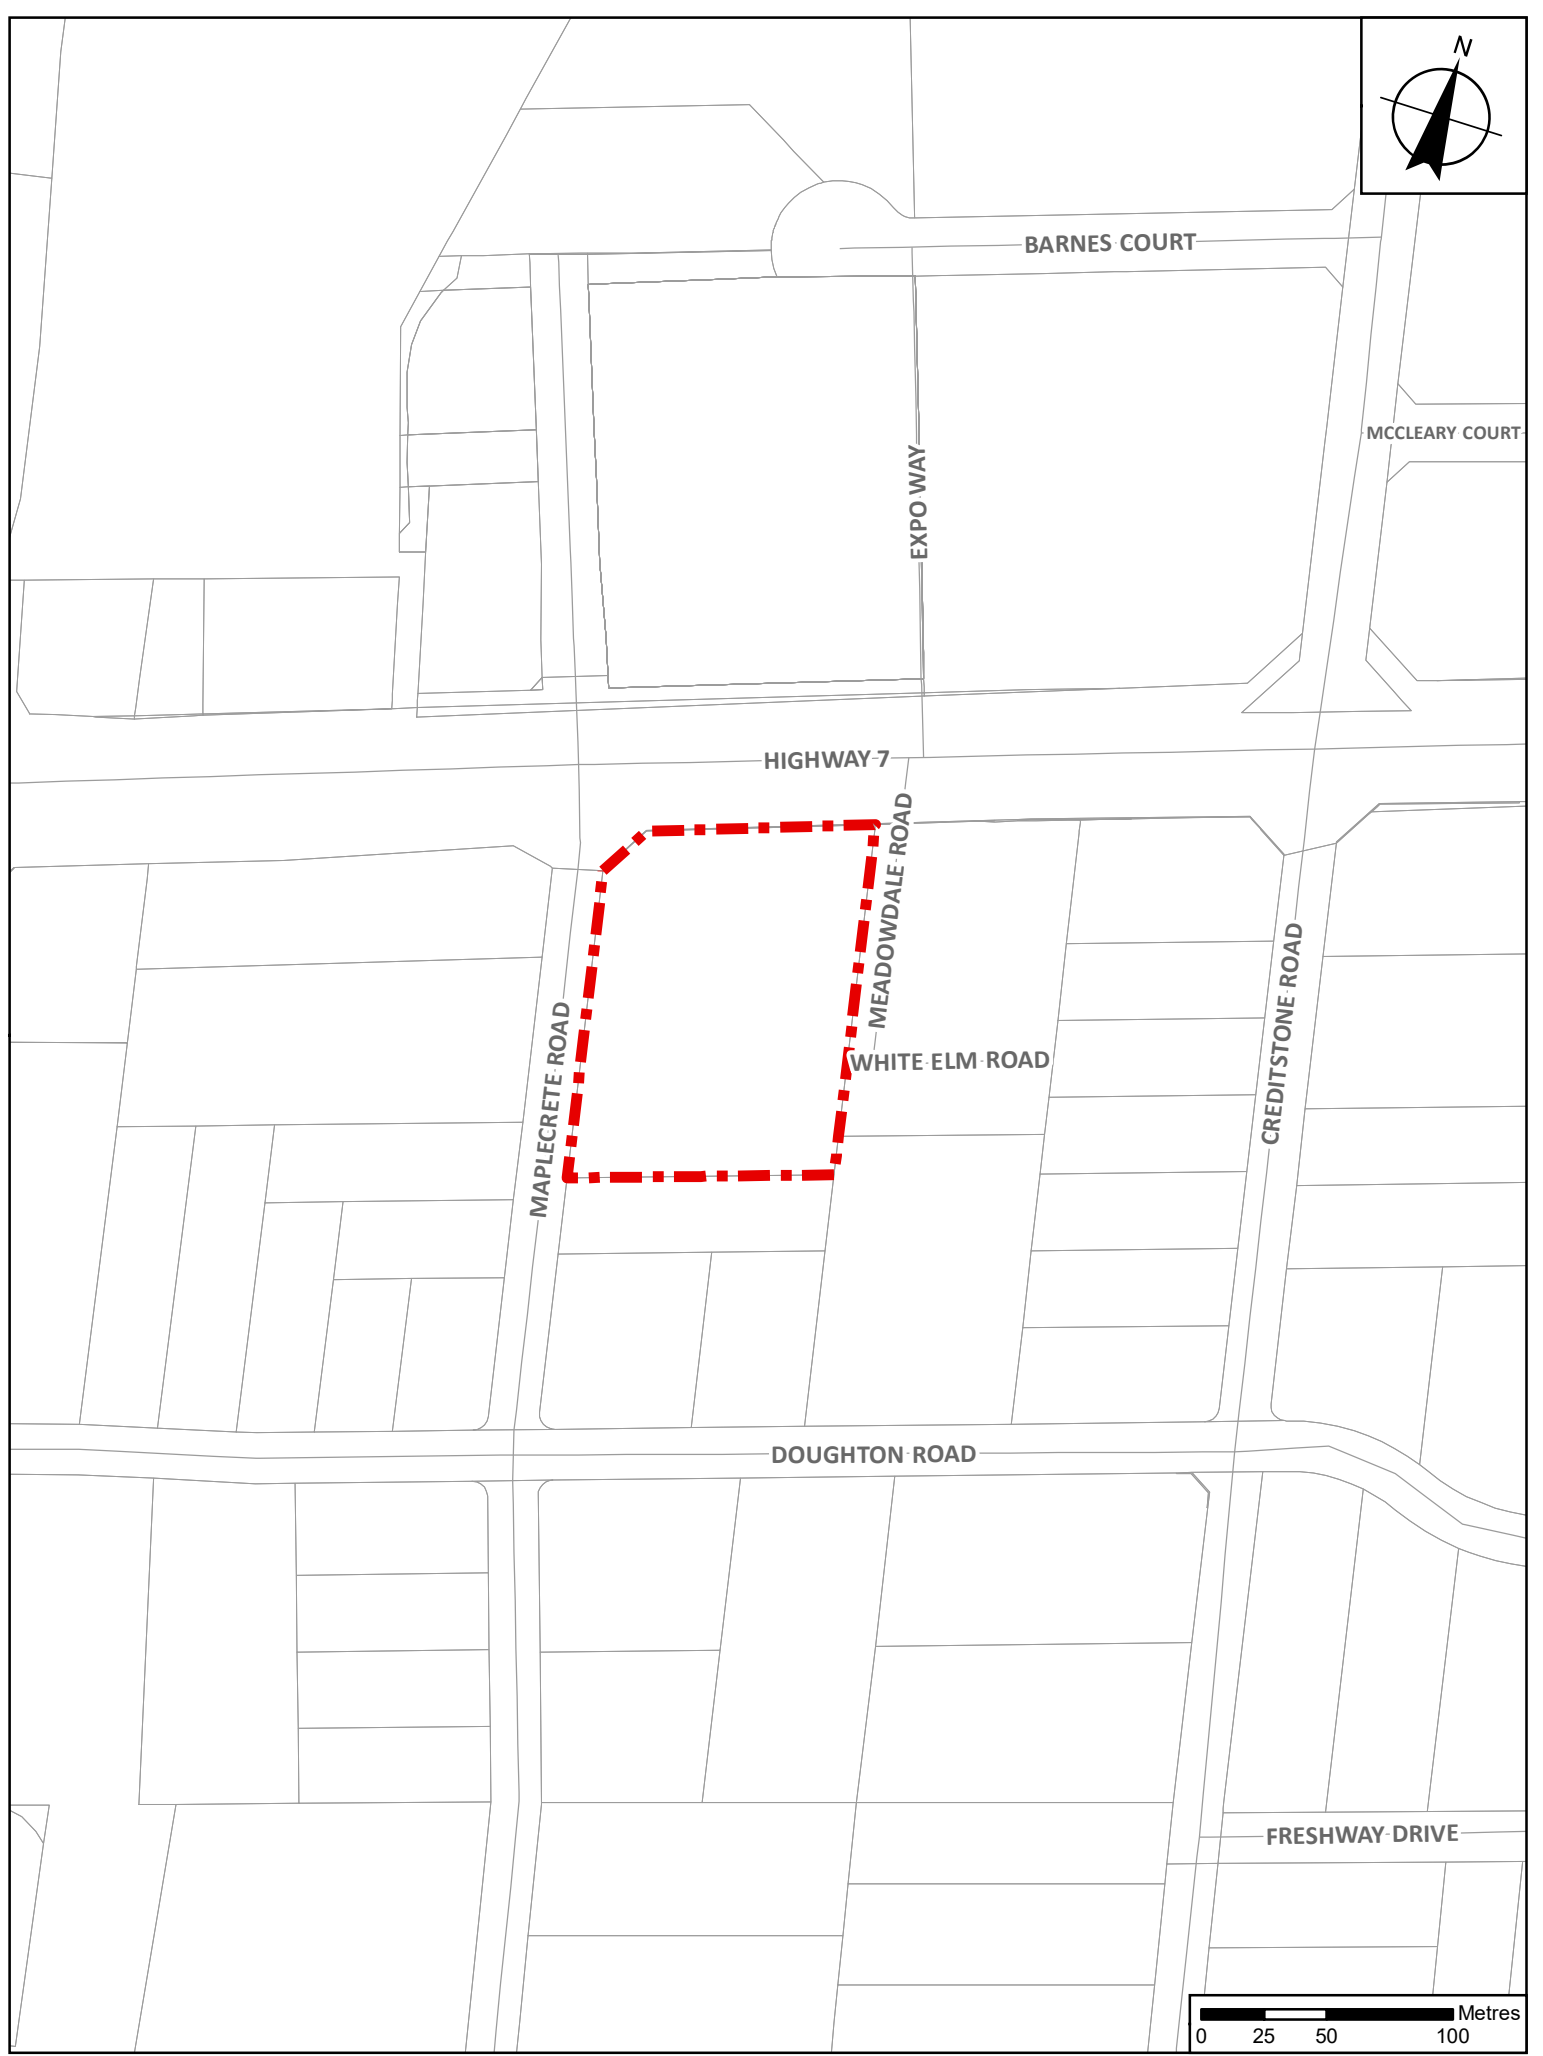 N
BARNES COURT
MCCLEARY COURT
EXPO WAY
HIGHWAY 7
MEADOWDALE ROAD
WHITE ELM ROAD
MAPLECRETE ROAD
CREDITSTONE ROAD
DOUGHTON ROAD
FRESHWAY DRIVE
Metres
0 25 50 100